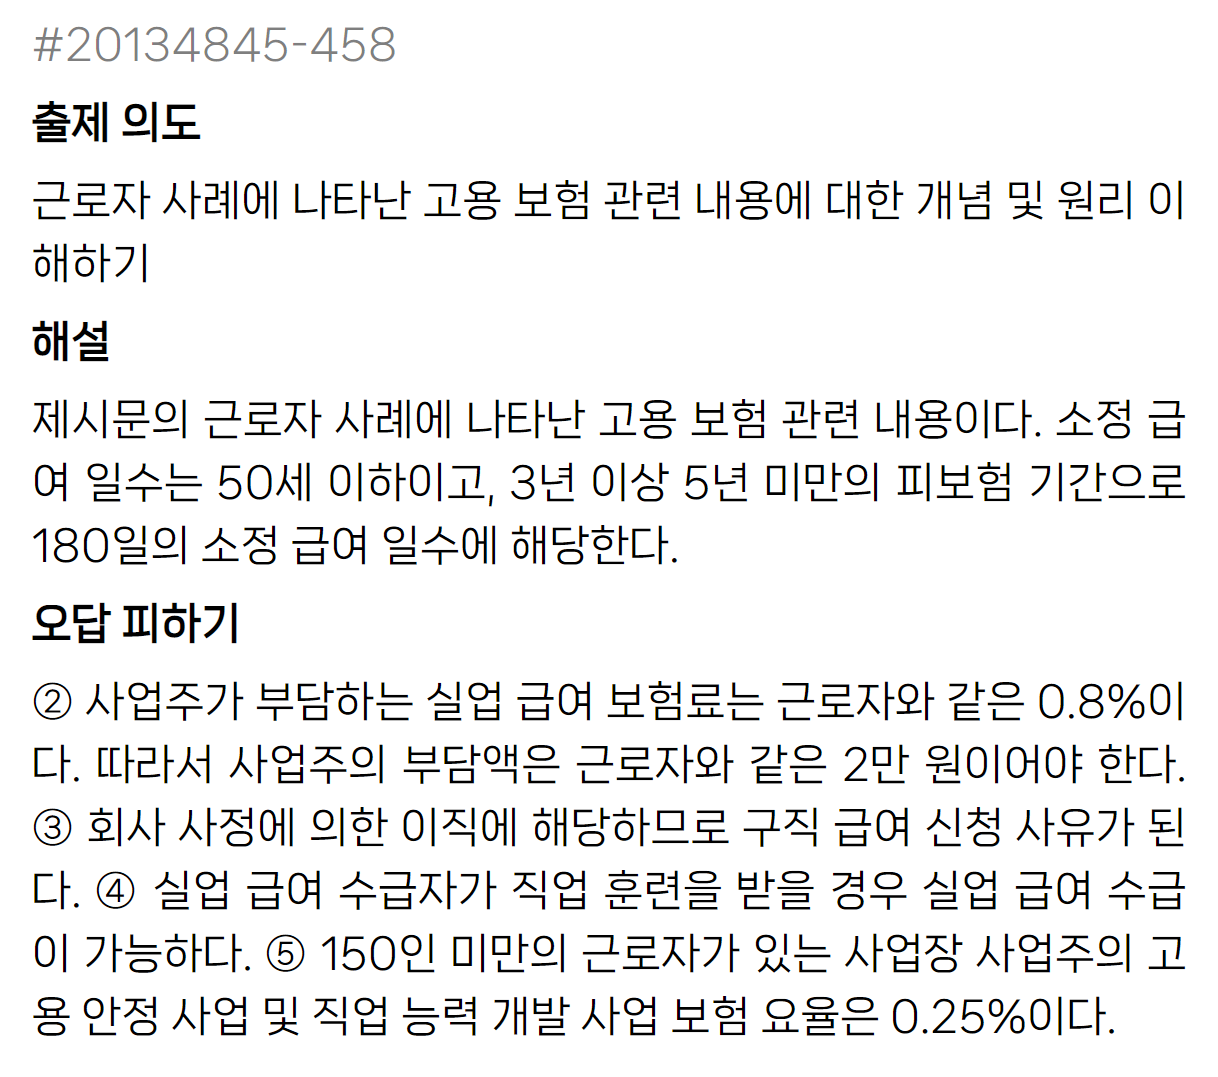 #20134845-458
출제 의도
근로자 사례에 나타난 고용 보험 관련 내용에 대한 개념 및 원리 이
해하기
해설
제시문의 근로자 사례에 나타난 고용 보험 관련 내용이다. 소정 급
여 일수는 50세 이하이고, 3년 이상 5년 미만의 피보험 기간으로
180일의 소정 급여 일수에 해당한다.
오답 피하기
② 사업주가 부담하는 실업 급여 보험료는 근로자와 같은 0.8%이
다. 따라서 사업주의 부담액은 근로자와 같은 2만 원이어야 한다.
③ 회사 사정에 의한 이직에 해당하므로 구직 급여 신청 사유가 된
다. ④ 실업 급여 수급자가 직업 훈련을 받을 경우 실업 급여 수급
이 가능하다. ⑤ 150인 미만의 근로자가 있는 사업장 사업주의 고
용 안정 사업 및 직업 능력 개발 사업 보험 요율은 0.25%이다.